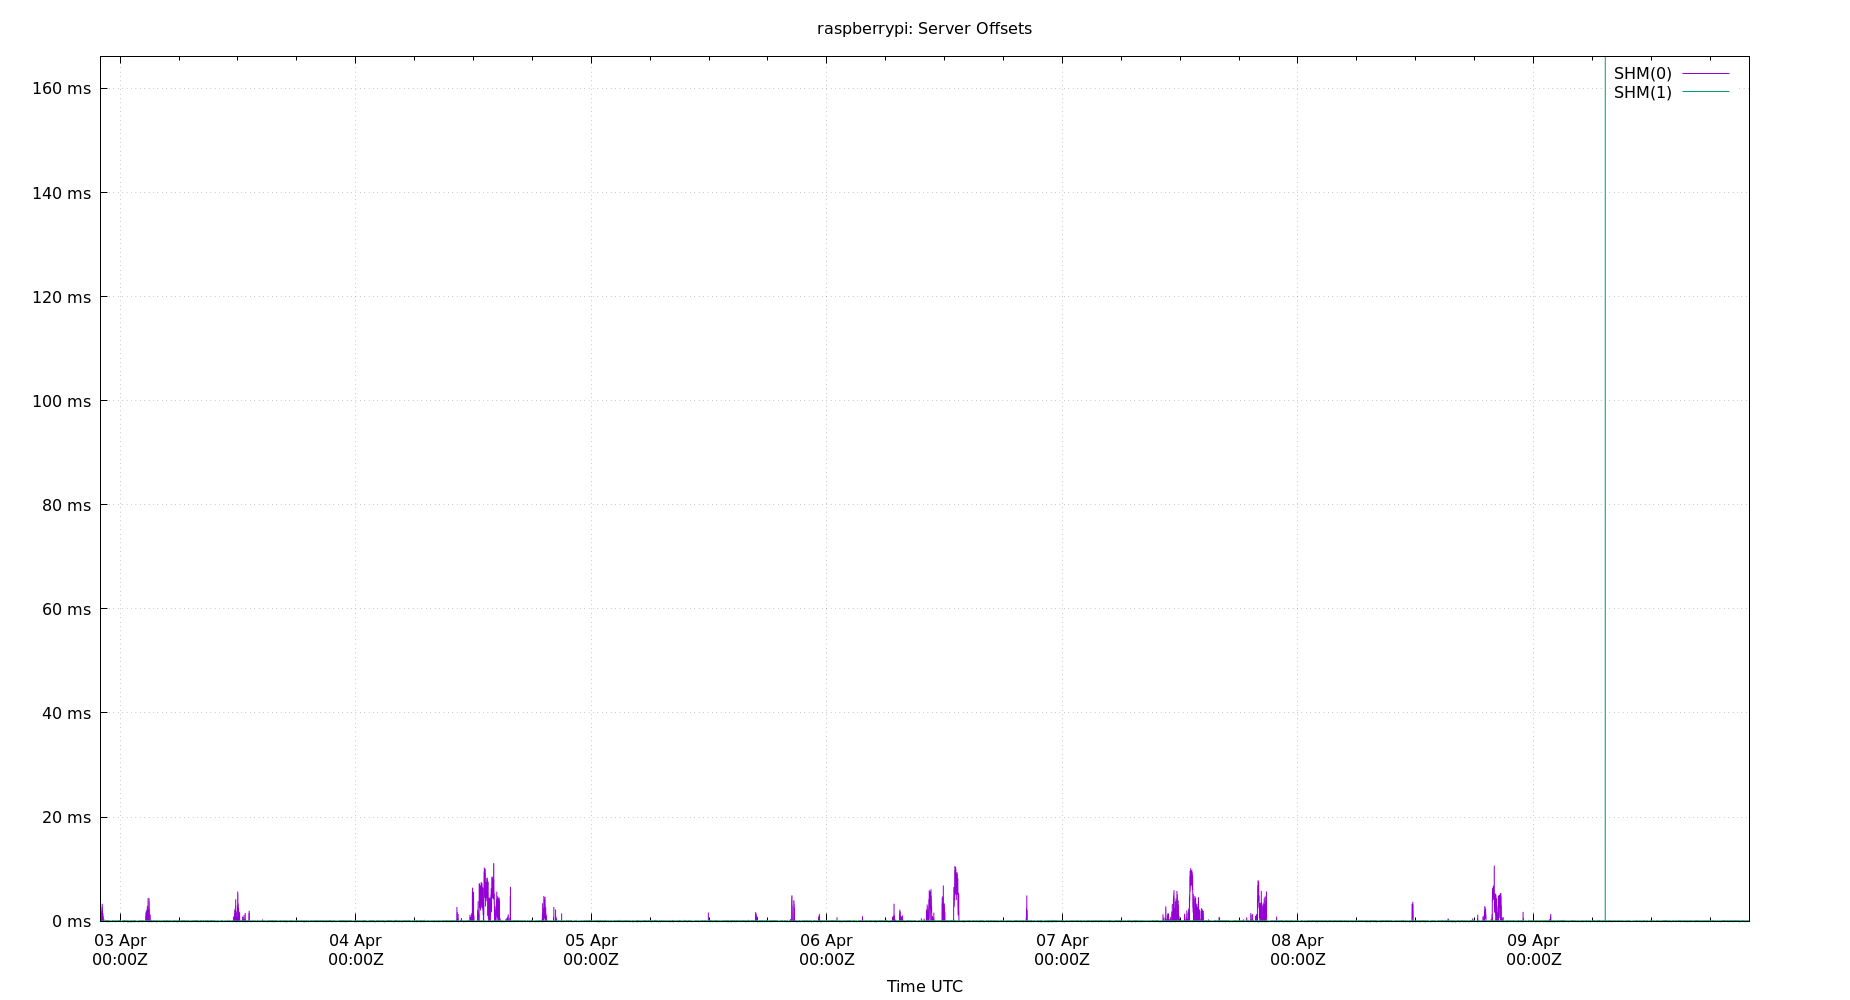 raspberrypi: Server Offsets
SHM(0)
SHM(1)
160 ms
140 ms
120 ms
100 ms
80 ms
60 ms
40 ms
20 ms
0 ms
03 Apr 04 Apr 05 Apr 06 Apr 07 Apr 08 Apr 09 Apr
00:00Z 00:00Z 00:00Z 00:00Z 00:00Z 00:00Z 00:00Z
Time UTC